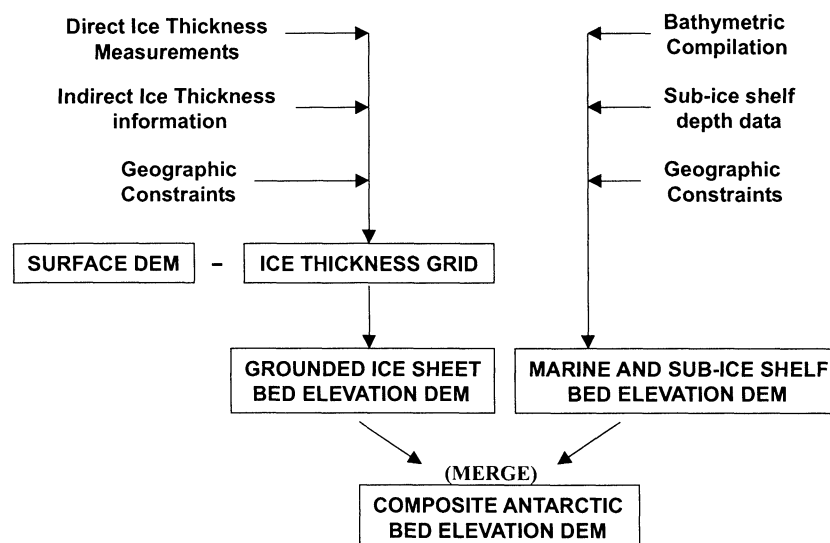 Direct Ice Thickness
Measurements
Indirect Ice Thickness
information
Geographic
Constraints
Bathymetric
Compilation
Sub-ice shelf
depth data
Geographic
Constraints
SURFACE DEM – ICE THICKNESS GRID
GROUNDED ICE SHEET
BED ELEVATION DEM
MARINE AND SUB-ICE SHELF
BED ELEVATION DEM
(MERGE)
COMPOSITE ANTARCTIC
BED ELEVATION DEM